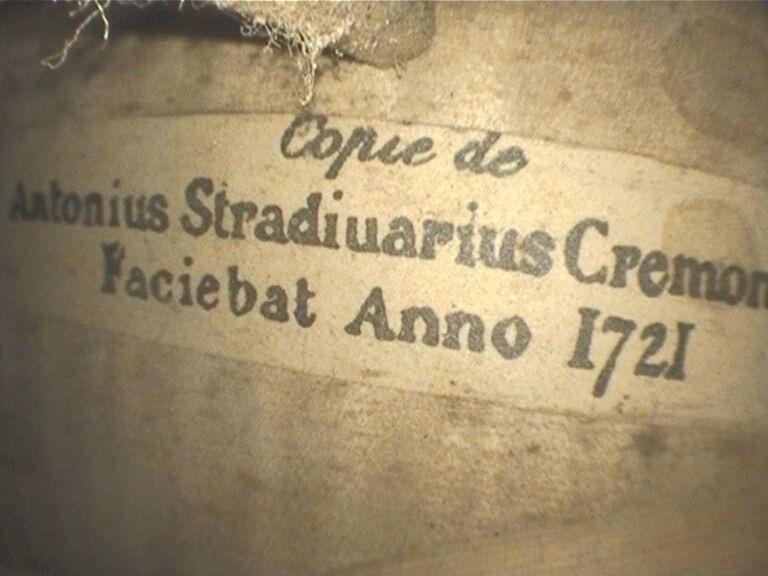 Copie de
Antonius Stradiuarius Cremon
Faciebat Anno 1721